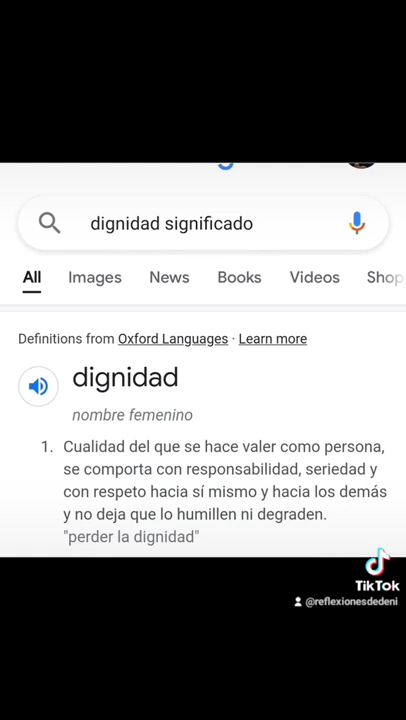 dignidad significado
All Images News Books Videos Shop
Definitions from Oxford Languages · Learn more
dignidad
nombre femenino
1. Cualidad del que se hace valer como persona,
se comporta con responsabilidad, seriedad y
con respeto hacia sí mismo y hacia los demás
y no deja que lo humillen ni degraden.
"perder la dignidad"
TikTok
@reflexionesdedeni